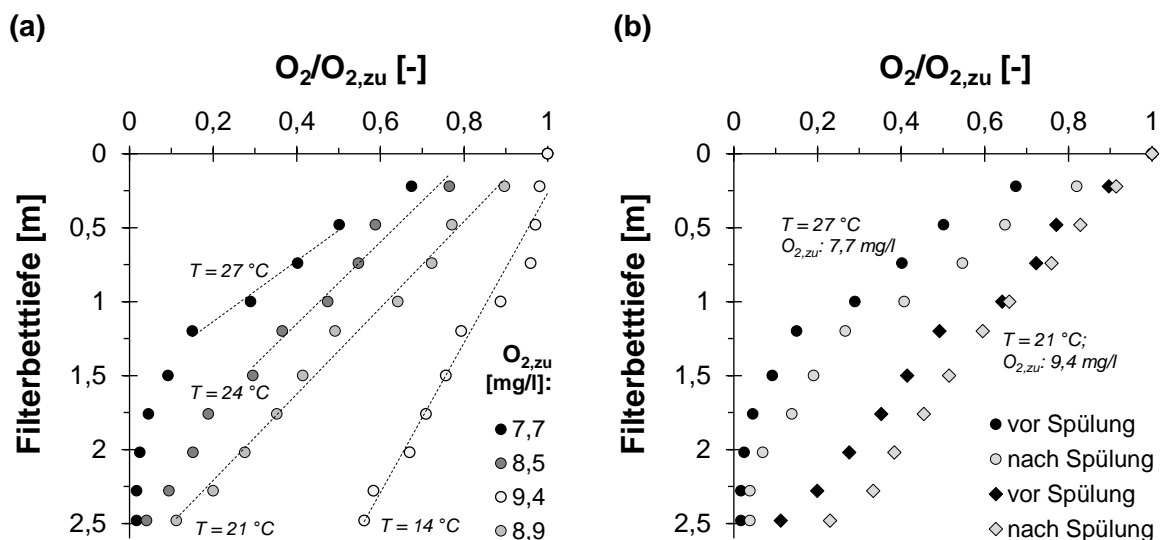 (a)
O2/O2,zu [-]
0 0,2 0,4 0,6 0,8 1
Filterbetttiefe [m]
0
0,5
1
1,5
2
2,5
T = 27 °C
T = 24 °C
T = 21 °C
T = 14 °C
O2,zu
[mg/l]:
7,7
8,5
9,4
8,9
(b)
O2/O2,zu [-]
0 0,2 0,4 0,6 0,8 1
Filterbetttiefe [m]
0
0,5
1
1,5
2
2,5
T = 27 °C
O2,zu: 7,7 mg/l
T = 21 °C;
O2,zu: 9,4 mg/l
vor Spülung
nach Spülung
vor Spülung
nach Spülung